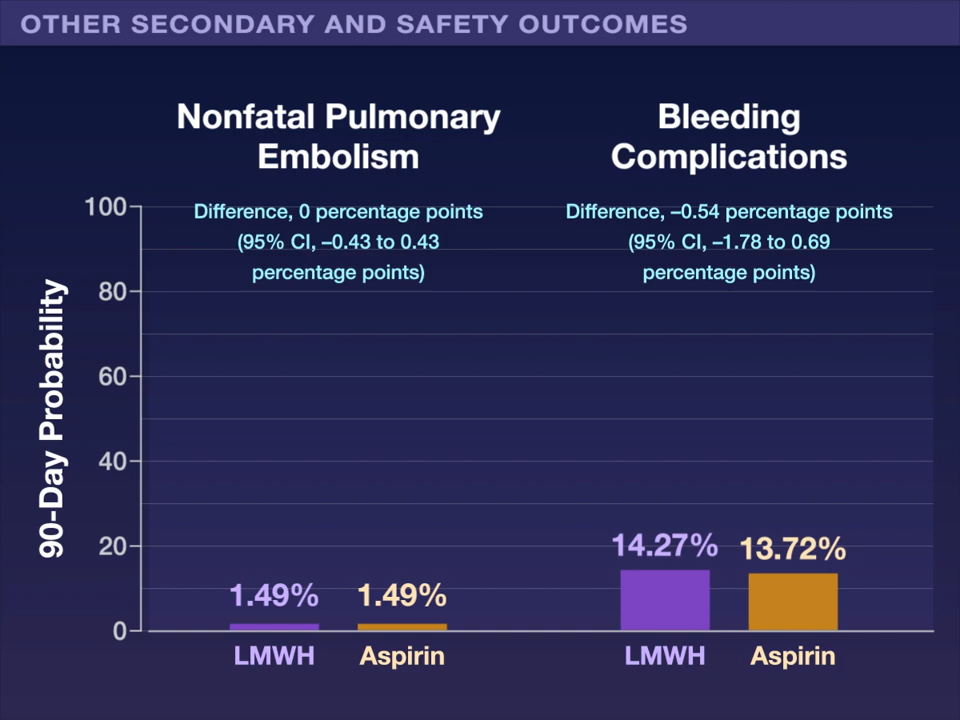 OTHER SECONDARY AND SAFETY OUTCOMES
Nonfatal Pulmonary
Embolism
Difference, 0 percentage points
(95% CI, –0.43 to 0.43
percentage points)
Bleeding
Complications
Difference, –0.54 percentage points
(95% CI, –1.78 to 0.69
percentage points)
90-Day Probability
100
80
60
40
20
0
1.49%
1.49%
14.27%
13.72%
LMWH
Aspirin
LMWH
Aspirin